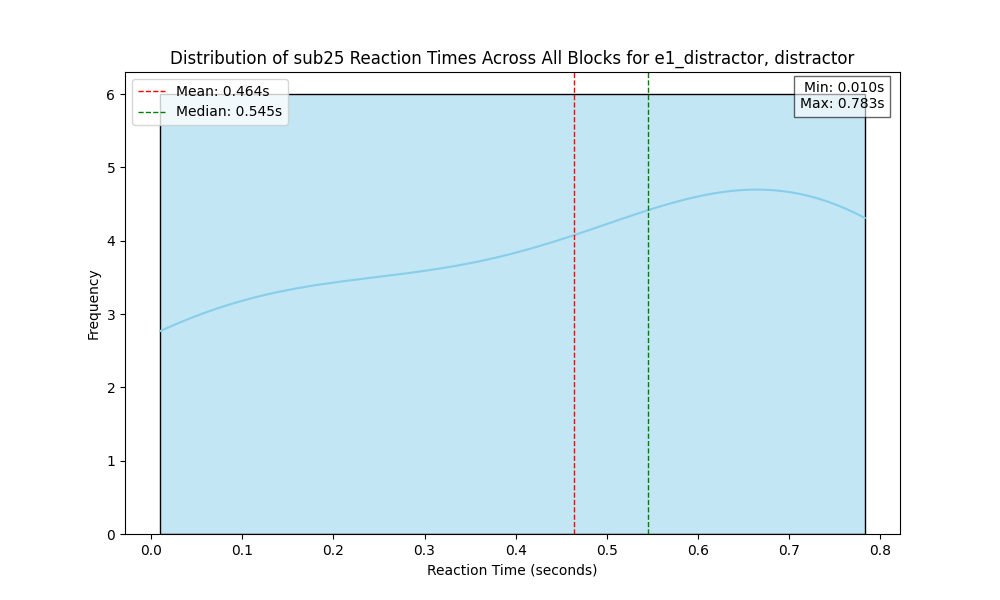 Distribution of sub25 Reaction Times Across All Blocks for e1_distractor, distractor
Mean: 0.464s
Median: 0.545s
Min: 0.010s
Max: 0.783s
Frequency
6
5
4
3
2
1
0
0.0 0.1 0.2 0.3 0.4 0.5 0.6 0.7 0.8
Reaction Time (seconds)